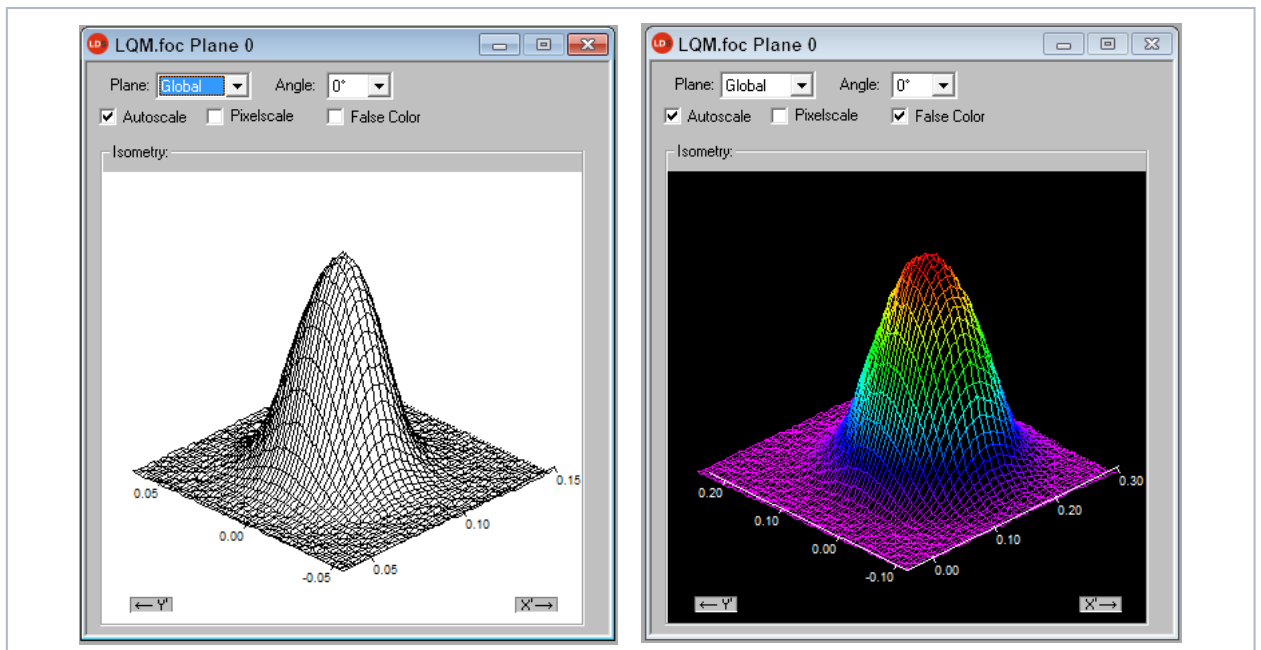 LDS LQM.foc Plane 0
Plane: Global Angle: 0°
Autoscale Pixelscale False Color
Isometry:
0.05
0.00
-0.05
0.05
0.10
0.15
← Y'
X'→
LQM.foc Plane 0
Plane: Global Angle: 0°
Autoscale Pixelscale False Color
Isometry:
0.20
0.10
0.00
-0.10
0.00
0.10
0.20
0.30
← Y'
X'→